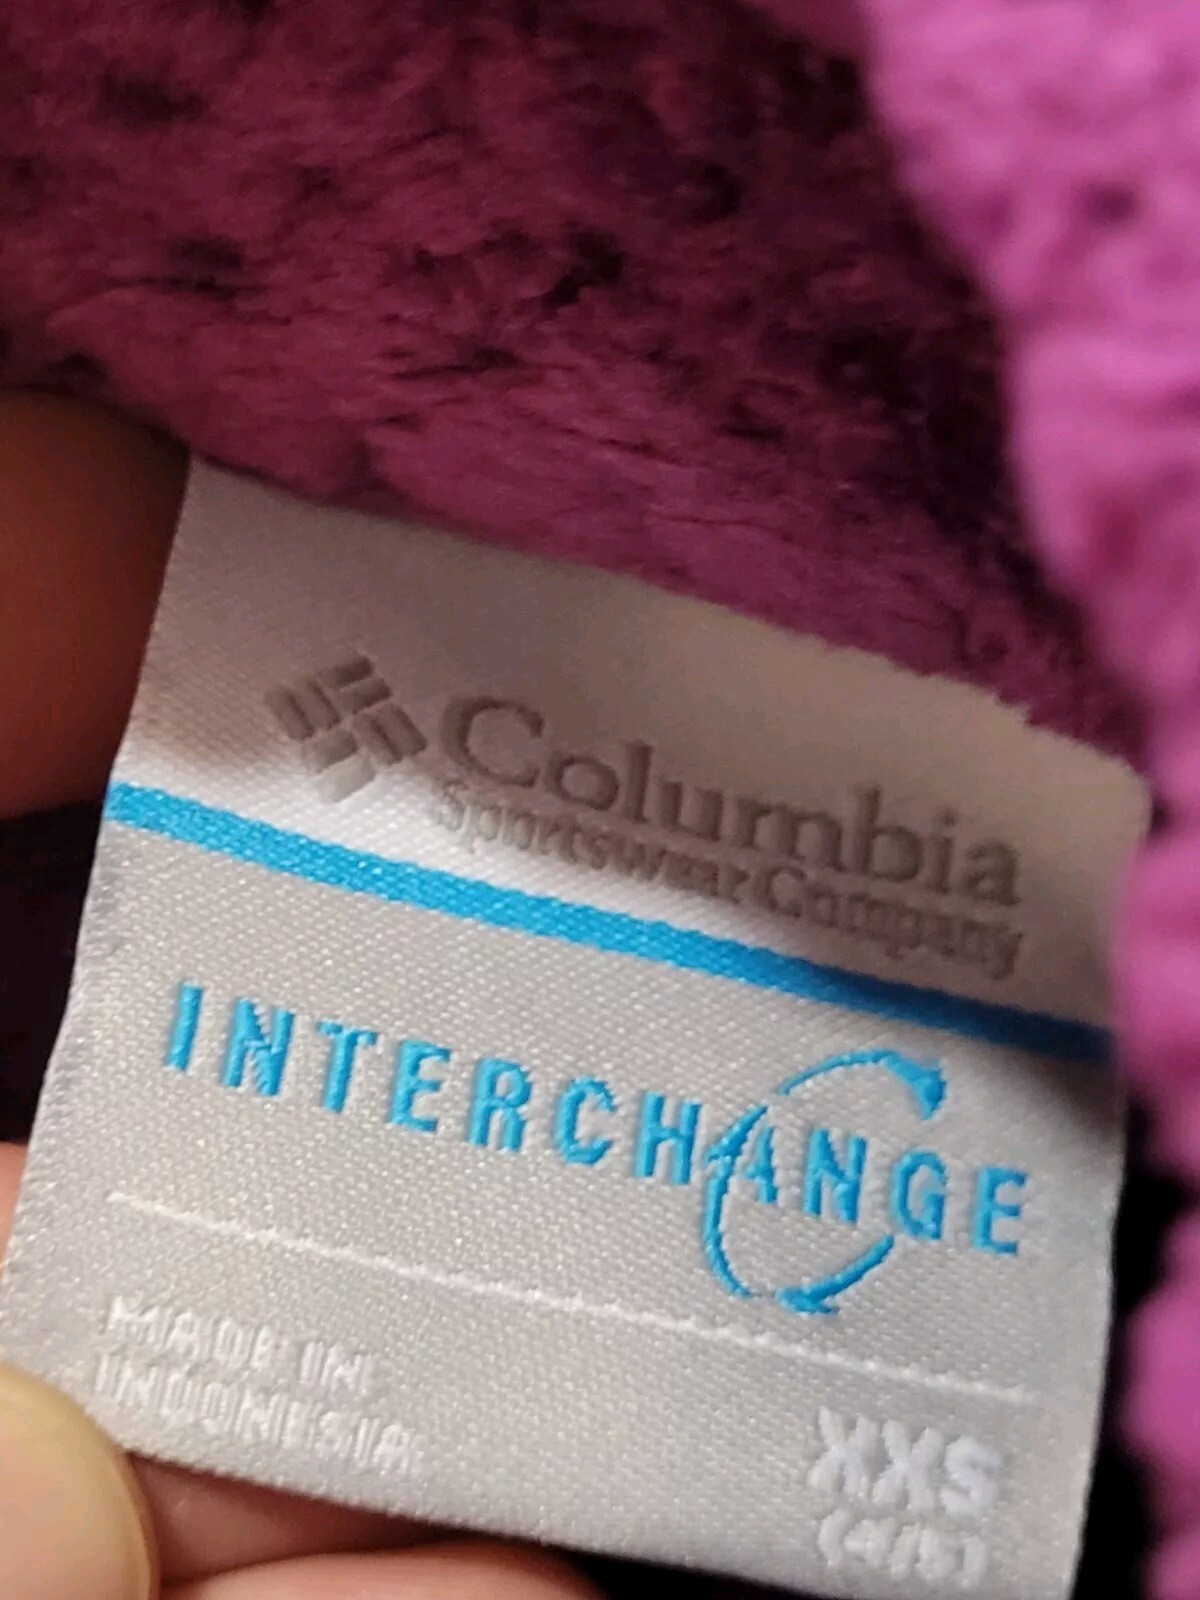 Columbia
Sportswear Company
INTERCHANGE
MADE IN
INDONESIA
XXS
(4/5)